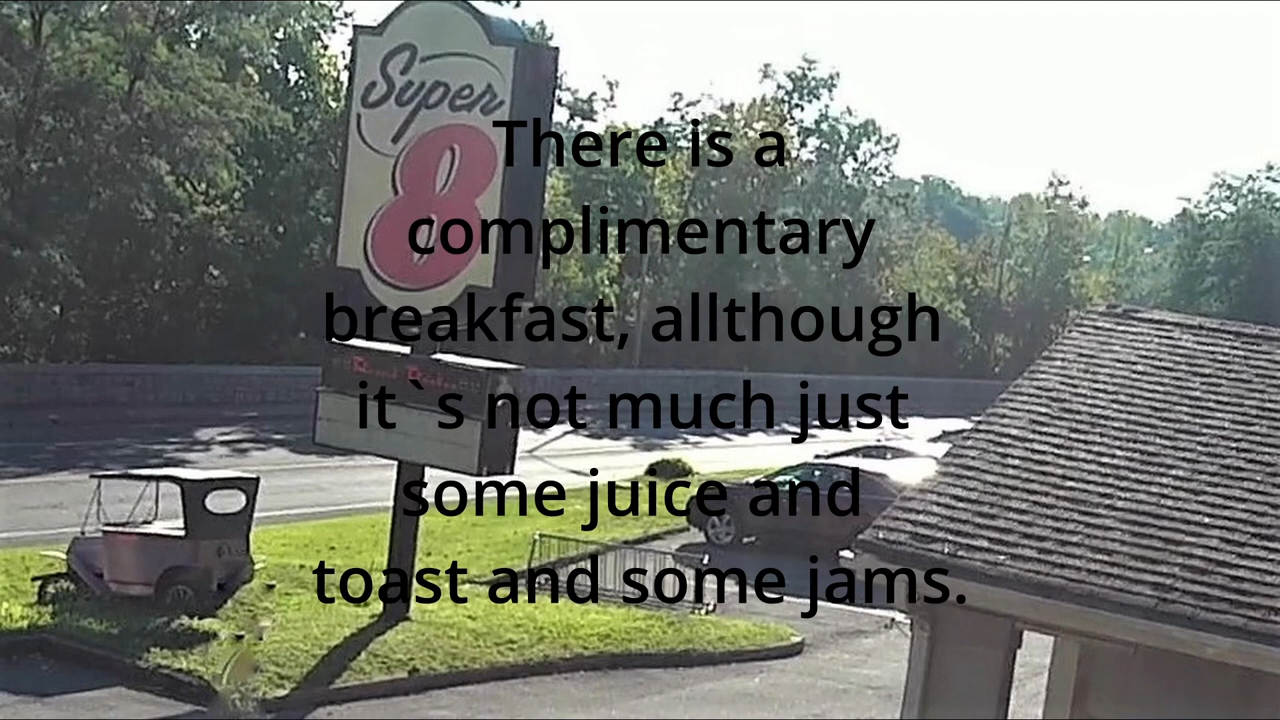 Super
8
There is a
complimentary
breakfast, allthough
it`s not much just
some juice and
toast and some jams.